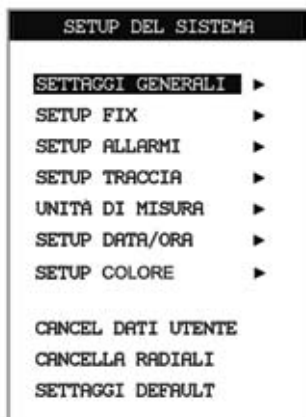 SETUP DEL SISTEMA
SETTAGGI GENERALI ►
SETUP FIX ►
SETUP ALLARMI ►
SETUP TRACCIA ►
UNITÀ DI MISURA ►
SETUP DATA/ORA ►
SETUP COLORE ►
CANCEL DATI UTENTE
CANCELLA RADIALI
SETTAGGI DEFAULT